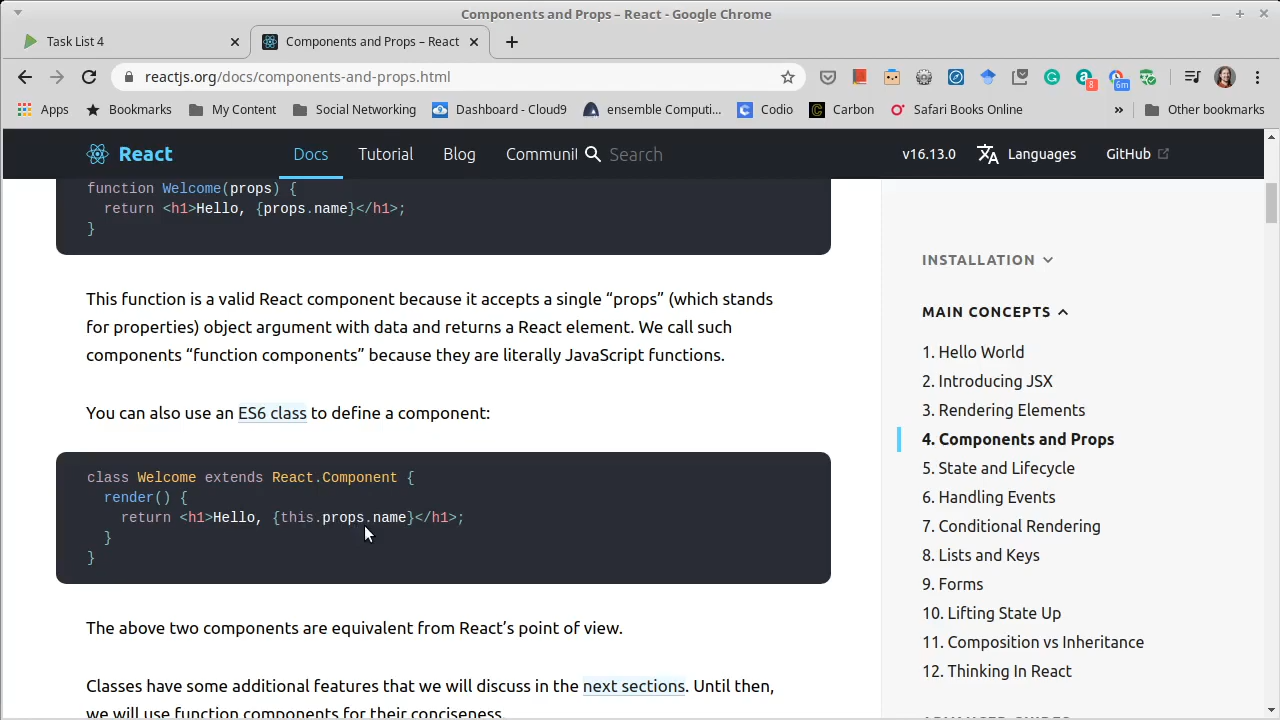 Components and Props – React - Google Chrome
Task List 4
Components and Props – React
reactjs.org/docs/components-and-props.html
8
6m
Apps
Bookmarks
My Content
Social Networking
Dashboard - Cloud9
ensemble Computi...
Codio
Carbon
Safari Books Online
»
Other bookmarks
React
Docs
Tutorial
Blog
Communit
Search
v16.13.0
Languages
GitHub
function Welcome(props) {
return <h1>Hello, {props.name}</h1>;
}
This function is a valid React component because it accepts a single “props” (which stands
for properties) object argument with data and returns a React element. We call such
components “function components” because they are literally JavaScript functions.
You can also use an ES6 class to define a component:
class Welcome extends React.Component {
render() {
return <h1>Hello, {this.props.name}</h1>;
}
}
The above two components are equivalent from React’s point of view.
Classes have some additional features that we will discuss in the next sections. Until then,
we will use function components for their conciseness.
INSTALLATION
MAIN CONCEPTS
1. Hello World
2. Introducing JSX
3. Rendering Elements
4. Components and Props
5. State and Lifecycle
6. Handling Events
7. Conditional Rendering
8. Lists and Keys
9. Forms
10. Lifting State Up
11. Composition vs Inheritance
12. Thinking In React
ADVANCED GUIDES